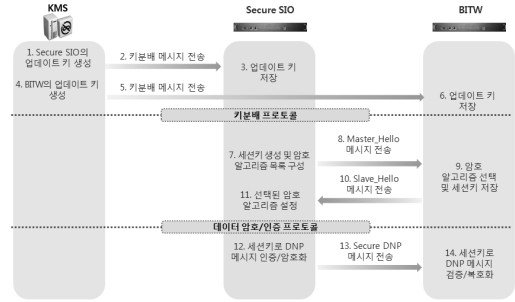 KMS
Secure SIO
BITW
1. Secure SIO의
업데이트 키 생성
2. 키분배 메시지 전송
3. 업데이트 키
저장
4. BITW의 업데이트 키
생성
5. 키분배 메시지 전송
6. 업데이트 키
저장
키분배 프로토콜
7. 세션키 생성 및 암호
알고리즘 목록 구성
8. Master_Hello
메시지 전송
9. 암호
알고리즘 선택
및 세션키 저장
10. Slave_Hello
메시지 전송
11. 선택된 암호
알고리즘 설정
데이터 암호/인증 프로토콜
12. 세션키로 DNP
메시지 인증/암호화
13. Secure DNP
메시지 전송
14. 세션키로
DNP 메시지
검증/복호화